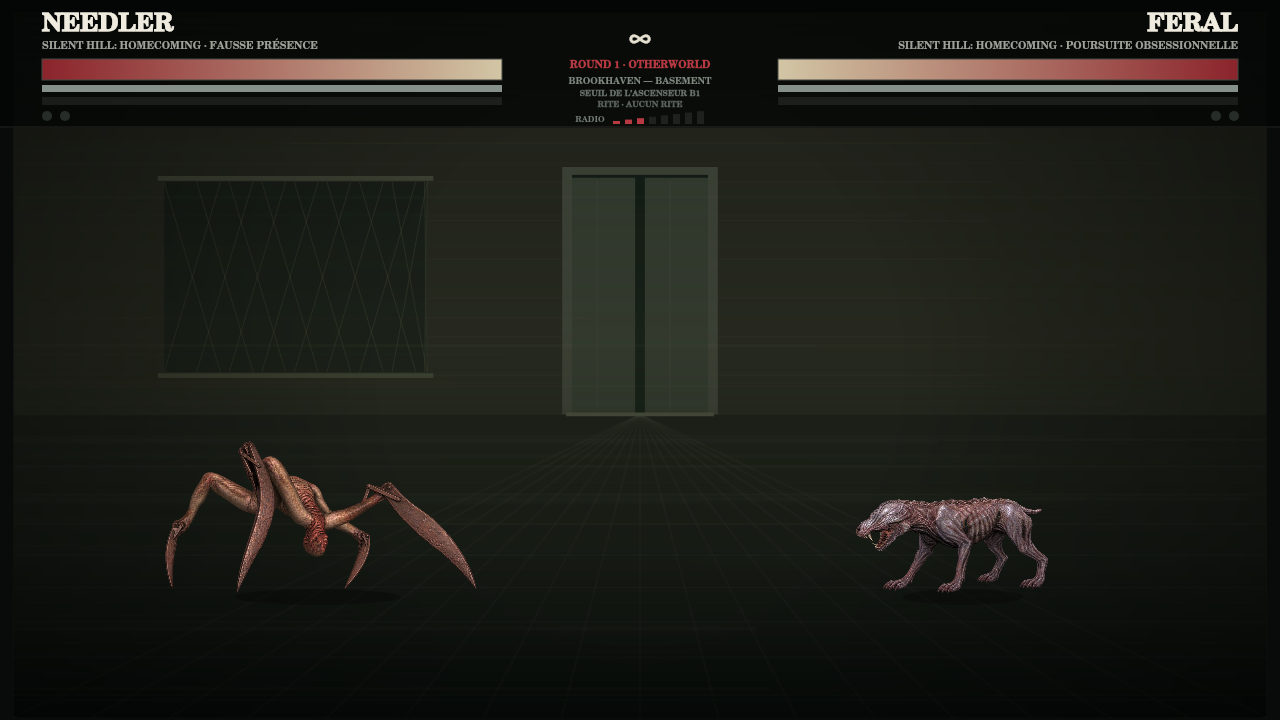 NEEDLER
SILENT HILL: HOMECOMING · FAUSSE PRÉSENCE
∞
ROUND 1 · OTHERWORLD
BROOKHAVEN — BASEMENT
SEUIL DE L'ASCENSEUR B1
RITE · AUCUN RITE
RADIO
FERAL
SILENT HILL: HOMECOMING · POURSUITE OBSESSIONNELLE